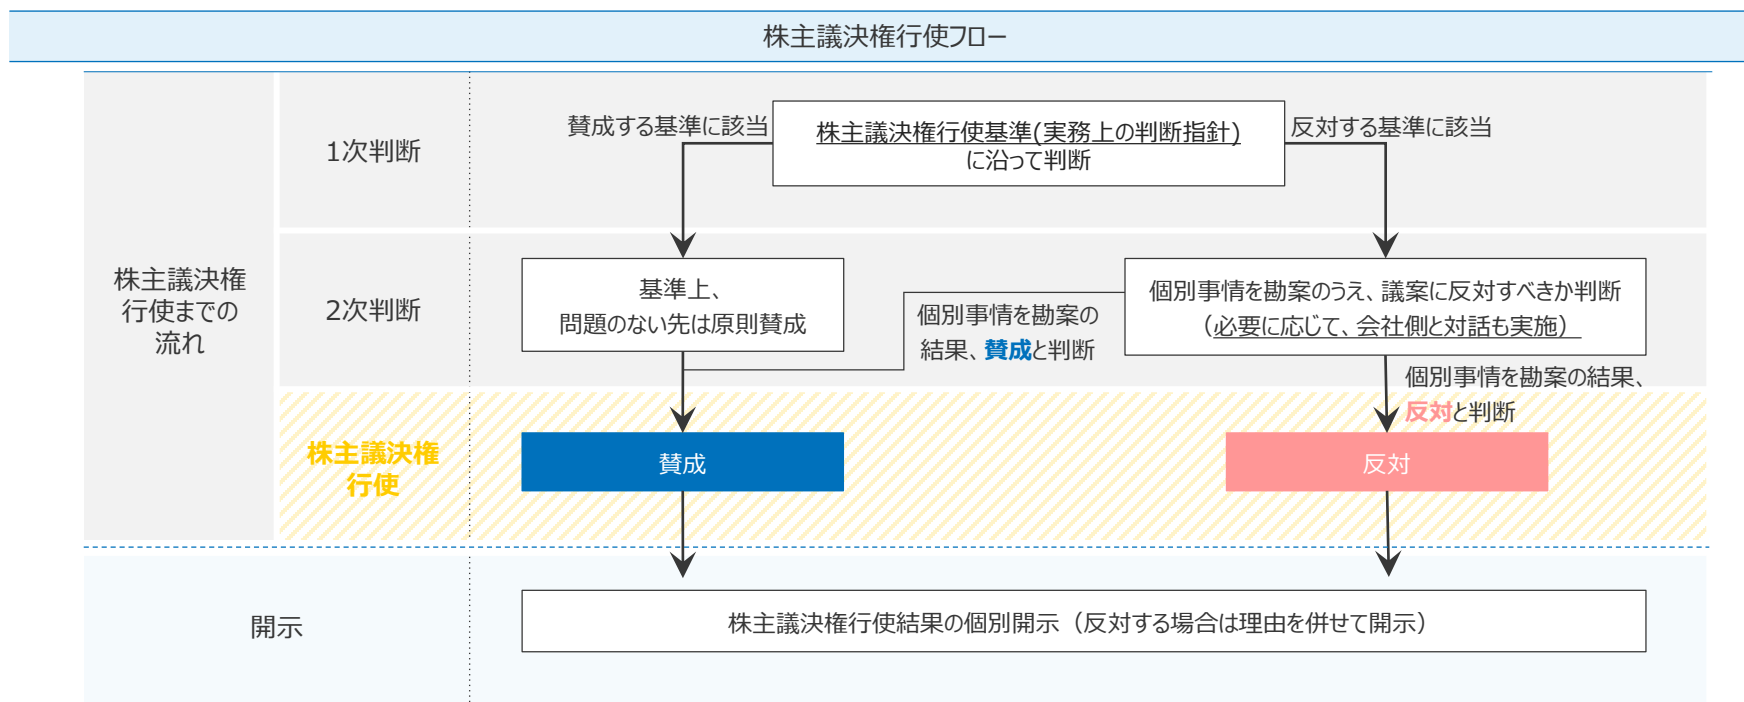 株主議決権行使フロー
株主議決権
行使までの
流れ
1次判断
賛成する基準に該当
株主議決権行使基準(実務上の判断指針)
に沿って判断
反対する基準に該当
2次判断
基準上、
問題のない先は原則賛成
個別事情を勘案の
結果、賛成と判断
個別事情を勘案のうえ、議案に反対すべきか判断
（必要に応じて、会社側と対話も実施）
個別事情を勘案の結果、
反対と判断
株主議決権
行使
賛成
反対
開示
株主議決権行使結果の個別開示（反対する場合は理由を併せて開示）